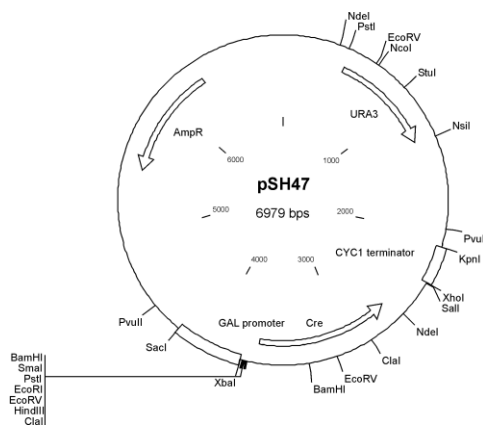 NdeI
PstI
EcoRV
NcoI
StuI
NsiI
URA3
AmpR
I
6000
1000
pSH47
6979 bps
5000
2000
4000
3000
CYC1 terminator
PvuII
KpnI
XhoI
SalI
NdeI
ClaI
EcoRV
BamHI
GAL promoter
Cre
PvuII
SacI
XbaI
BamHI
SmaI
PstI
EcoRI
EcoRV
HindIII
ClaI